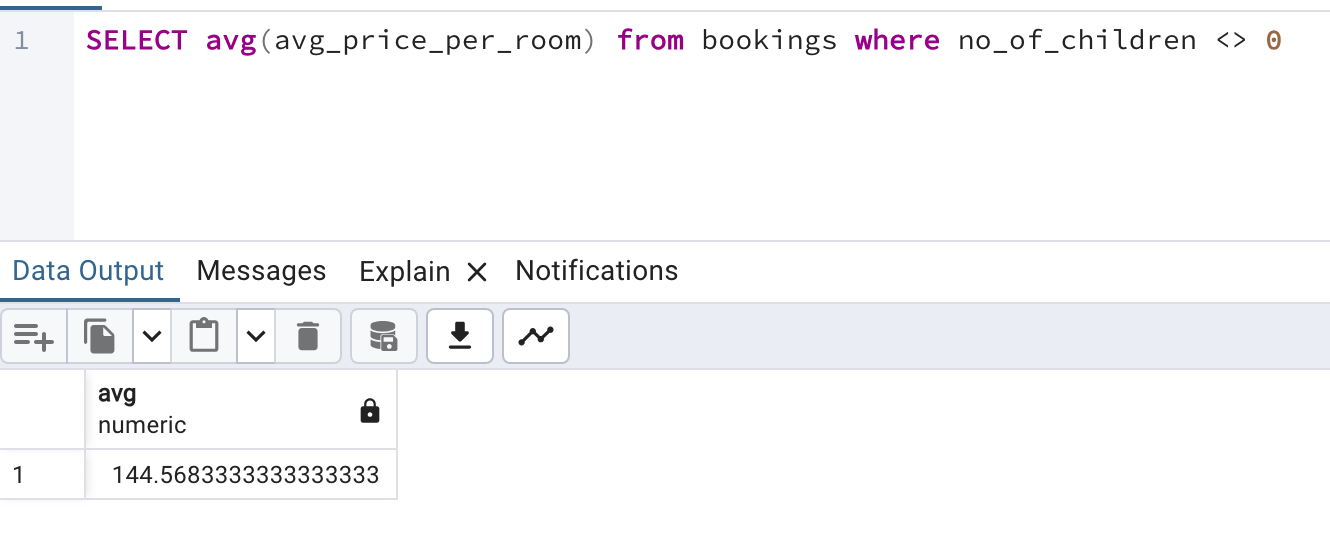 1 SELECT avg(avg_price_per_room) from bookings where no_of_children <> 0
Data Output Messages Explain Notifications
avg
numeric
1 144.5683333333333333